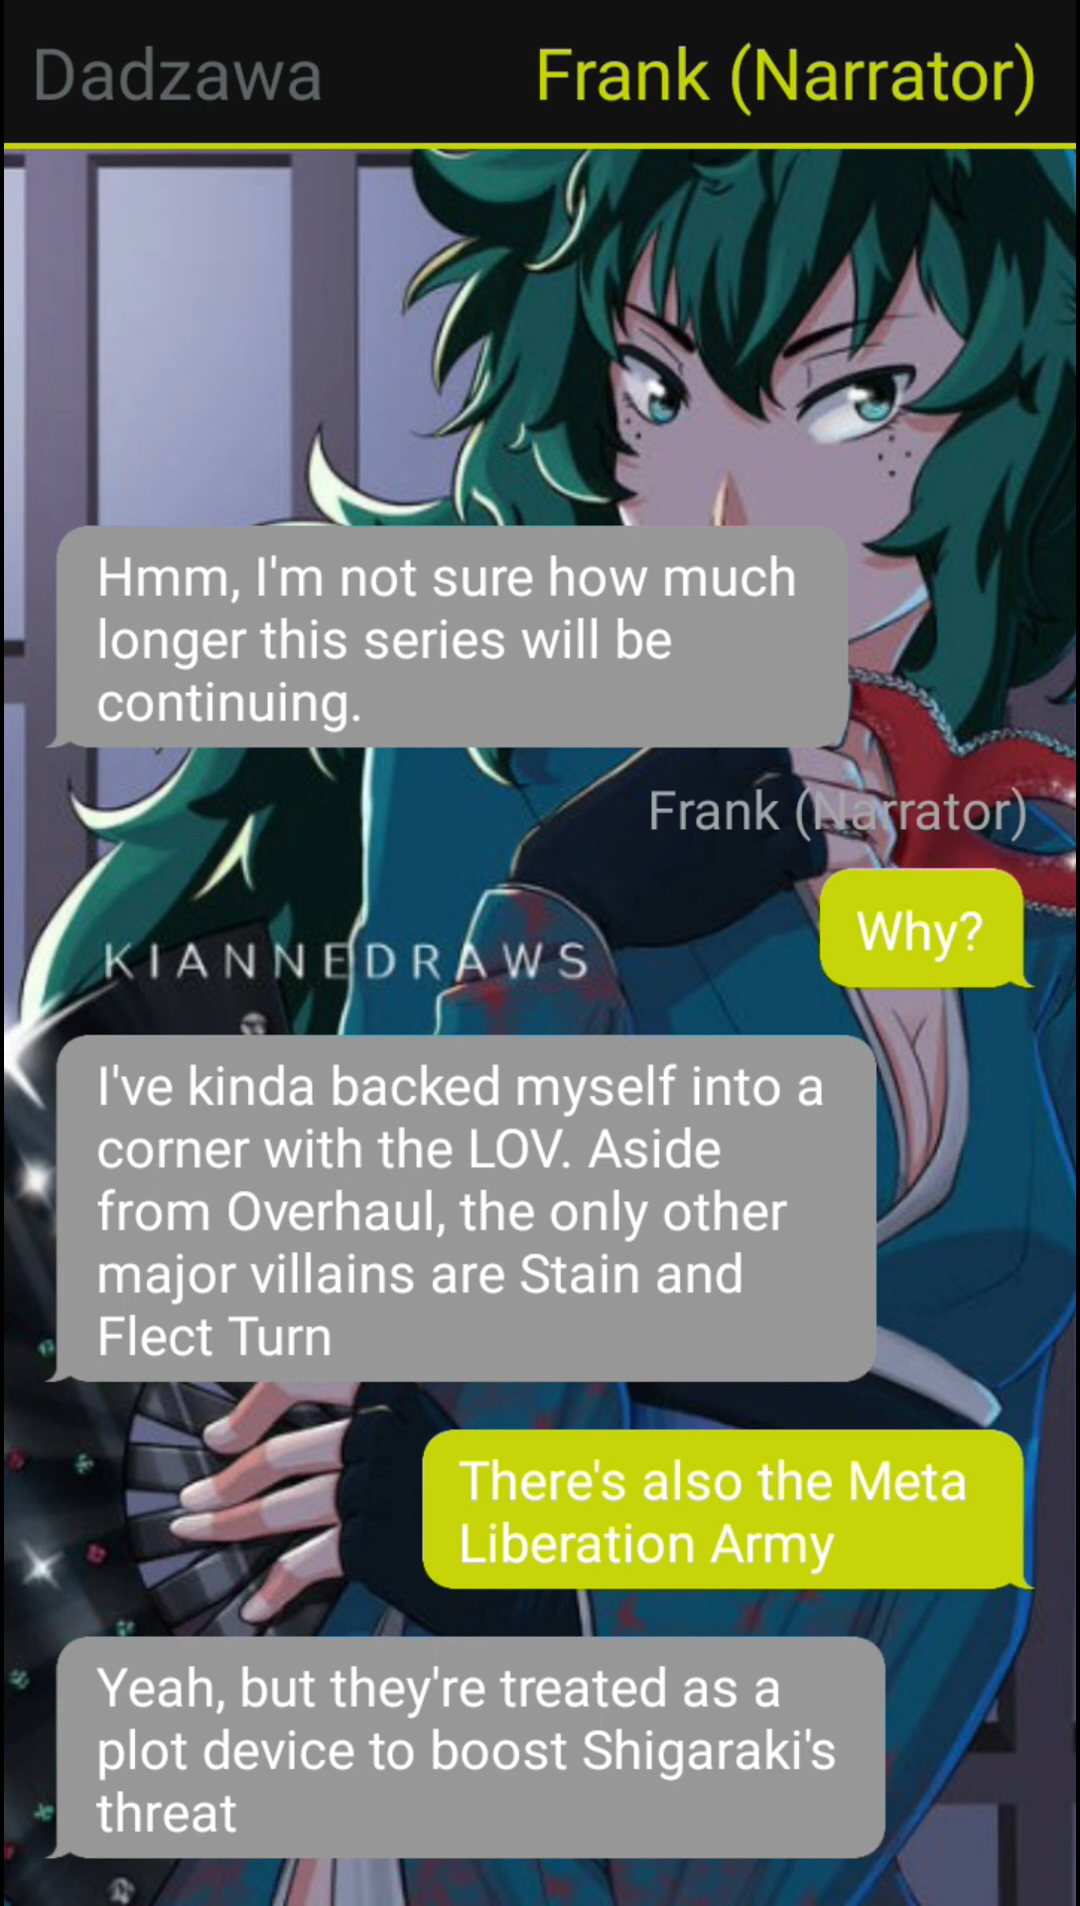 Dadzawa Frank (Narrator)
Hmm, I'm not sure how much
longer this series will be
continuing.
Frank (Narrator)
Why?
KIANNEDRAWS
I've kinda backed myself into a
corner with the LOV. Aside
from Overhaul, the only other
major villains are Stain and
Flect Turn
There's also the Meta
Liberation Army
Yeah, but they're treated as a
plot device to boost Shigaraki's
threat